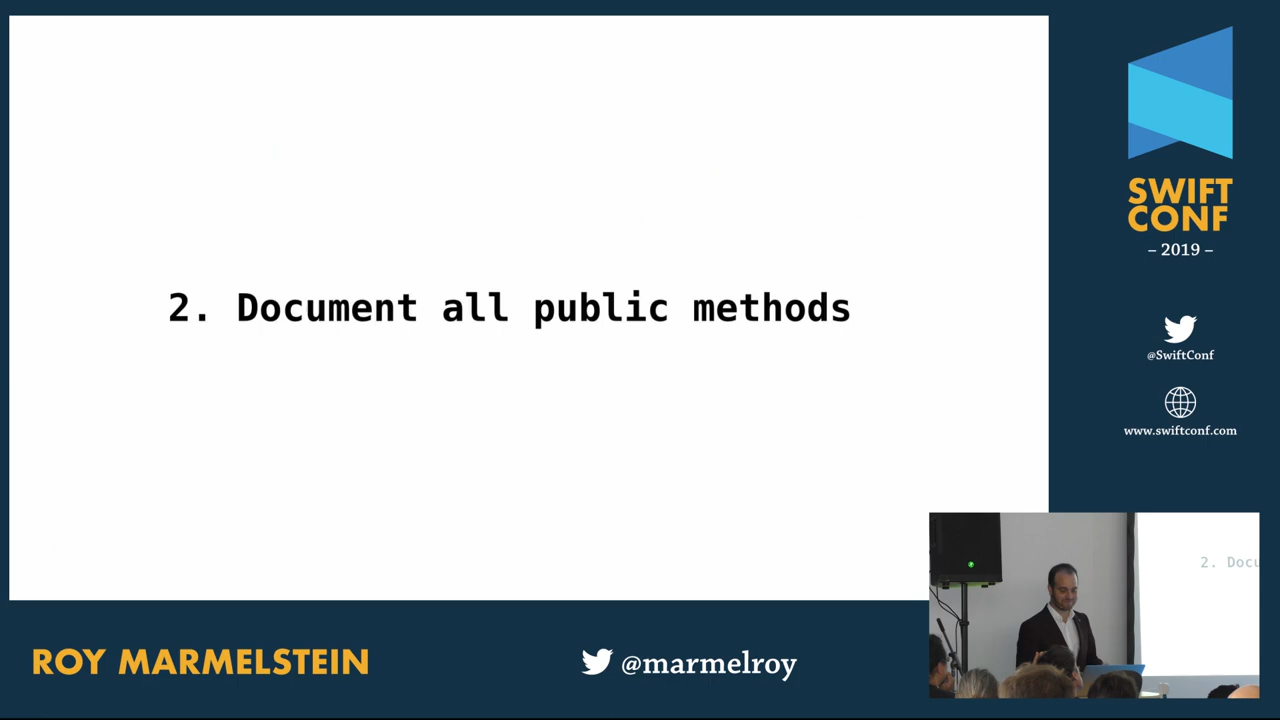 2. Document all public methods
SWIFT
CONF
– 2019 –
@SwiftConf
www.swiftconf.com
2. Docu
ROY MARMELSTEIN
@marmelroy